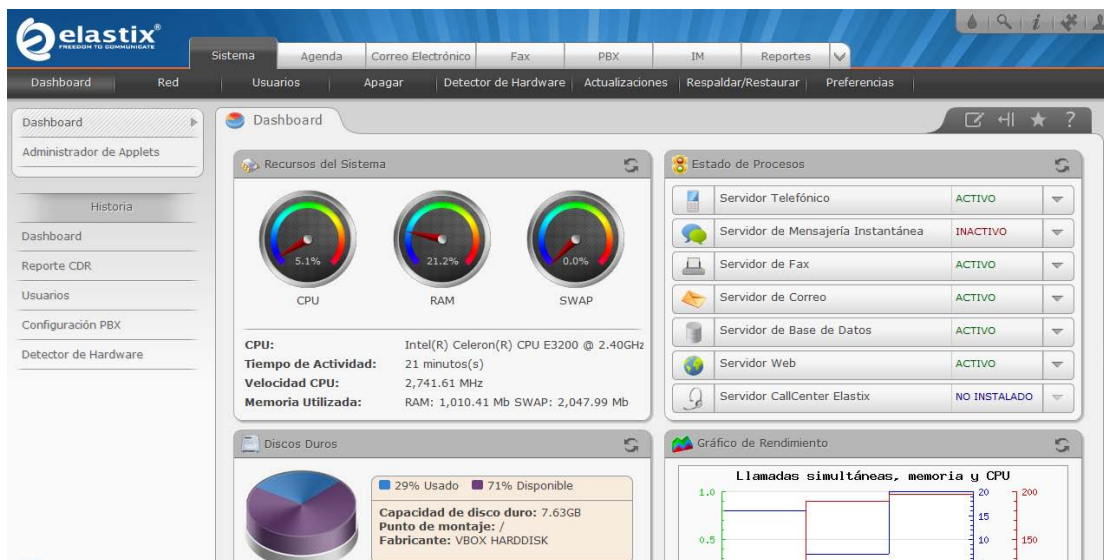 elastix®
FREEDOM TO COMMUNICATE
Sistema
Agenda
Correo Electrónico
Fax
PBX
IM
Reportes
Dashboard
Red
Usuarios
Apagar
Detector de Hardware
Actualizaciones
Respaldar/Restaurar
Preferencias
Dashboard
Administrador de Applets
Historia
Dashboard
Reporte CDR
Usuarios
Configuración PBX
Detector de Hardware
Dashboard
?
Recursos del Sistema
5.1%
21.2%
0.0%
CPU
RAM
SWAP
CPU: Intel(R) Celeron(R) CPU E3200 @ 2.40GHz
Tiempo de Actividad: 21 minutos(s)
Velocidad CPU: 2,741.61 MHz
Memoria Utilizada: RAM: 1,010.41 Mb SWAP: 2,047.99 Mb
Estado de Procesos
Servidor Telefónico ACTIVO
Servidor de Mensajería Instantánea INACTIVO
Servidor de Fax ACTIVO
Servidor de Correo ACTIVO
Servidor de Base de Datos ACTIVO
Servidor Web ACTIVO
Servidor CallCenter Elastix NO INSTALADO
Discos Duros
29% Usado 71% Disponible
Capacidad de disco duro: 7.63GB
Punto de montaje: /
Fabricante: VBOX HARDDISK
Gráfico de Rendimiento
Llamadas simultáneas, memoria y CPU
1.0
0.5
20
15
10
200
150